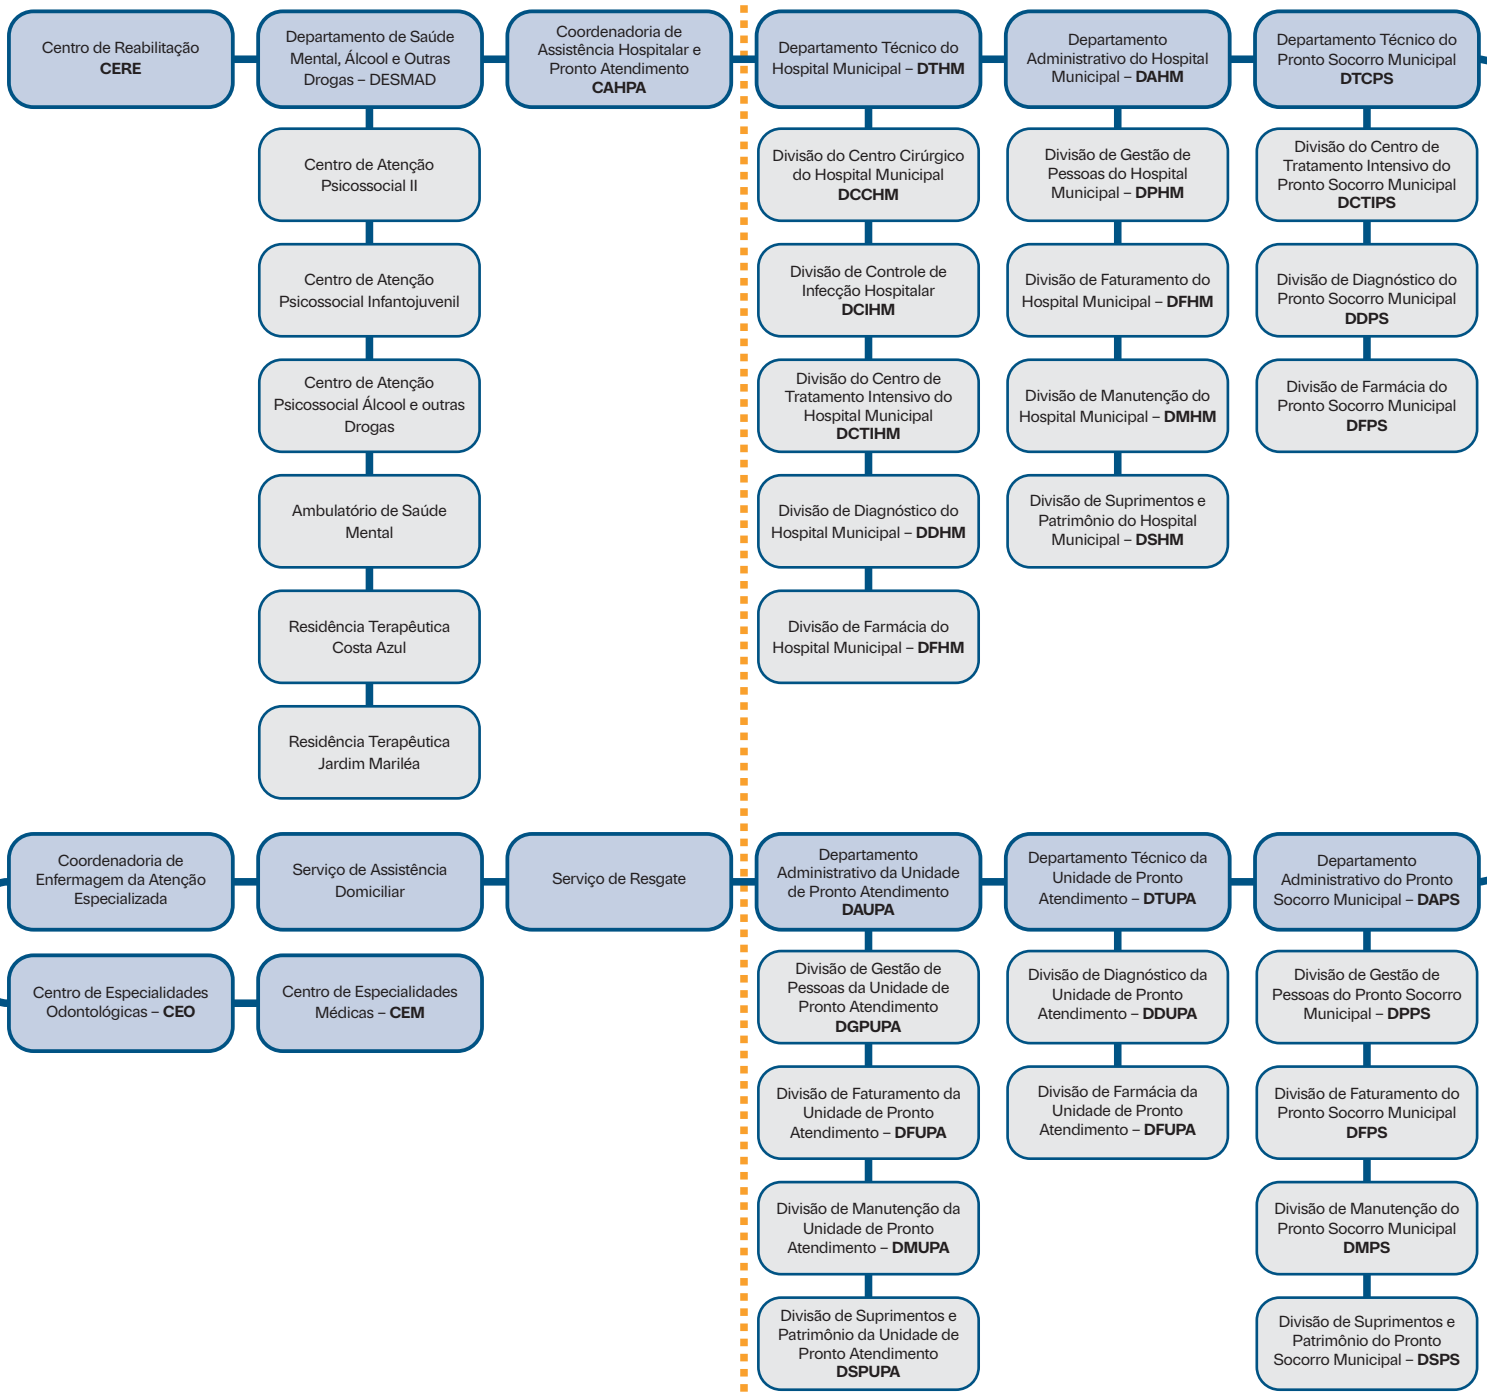 Centro de Reabilitação
CERE
Departamento de Saúde
Mental, Álcool e Outras
Drogas – DESMAD
Coordenadoria de
Assistência Hospitalar e
Pronto Atendimento
CAHPA
Departamento Técnico do
Hospital Municipal – DTHM
Departamento
Administrativo do Hospital
Municipal – DAHM
Departamento Técnico do
Pronto Socorro Municipal
DTCPS
Centro de Atenção
Psicossocial II
Centro de Atenção
Psicossocial Infantojuvenil
Centro de Atenção
Psicossocial Álcool e outras
Drogas
Ambulatório de Saúde
Mental
Residência Terapêutica
Costa Azul
Residência Terapêutica
Jardim Mariléa
Divisão do Centro Cirúrgico
do Hospital Municipal
DCCHM
Divisão de Controle de
Infecção Hospitalar
DCIHM
Divisão do Centro de
Tratamento Intensivo do
Hospital Municipal
DCTIHM
Divisão de Diagnóstico do
Hospital Municipal – DDHM
Divisão de Farmácia do
Hospital Municipal – DFHM
Divisão de Gestão de
Pessoas do Hospital
Municipal – DPHM
Divisão de Faturamento do
Hospital Municipal – DFHM
Divisão de Manutenção do
Hospital Municipal – DMHM
Divisão de Suprimentos e
Patrimônio do Hospital
Municipal – DSHM
Divisão do Centro de
Tratamento Intensivo do
Pronto Socorro Municipal
DCTIPS
Divisão de Diagnóstico do
Pronto Socorro Municipal
DDPS
Divisão de Farmácia do
Pronto Socorro Municipal
DFPS
Coordenadoria de
Enfermagem da Atenção
Especializada
Serviço de Assistência
Domiciliar
Serviço de Resgate
Departamento
Administrativo da Unidade
de Pronto Atendimento
DAUPA
Departamento Técnico da
Unidade de Pronto
Atendimento – DTUPA
Departamento
Administrativo do Pronto
Socorro Municipal – DAPS
Centro de Especialidades
Odontológicas – CEO
Centro de Especialidades
Médicas – CEM
Divisão de Gestão de
Pessoas da Unidade de
Pronto Atendimento
DGPUPA
Divisão de Faturamento da
Unidade de Pronto
Atendimento – DFUPA
Divisão de Manutenção da
Unidade de Pronto
Atendimento – DMUPA
Divisão de Suprimentos e
Patrimônio da Unidade de
Pronto Atendimento
DSPUPA
Divisão de Diagnóstico da
Unidade de Pronto
Atendimento – DDUPA
Divisão de Farmácia da
Unidade de Pronto
Atendimento – DFUPA
Divisão de Gestão de
Pessoas do Pronto Socorro
Municipal – DPPS
Divisão de Faturamento do
Pronto Socorro Municipal
DFPS
Divisão de Manutenção do
Pronto Socorro Municipal
DMPS
Divisão de Suprimentos e
Patrimônio do Pronto
Socorro Municipal – DSPS